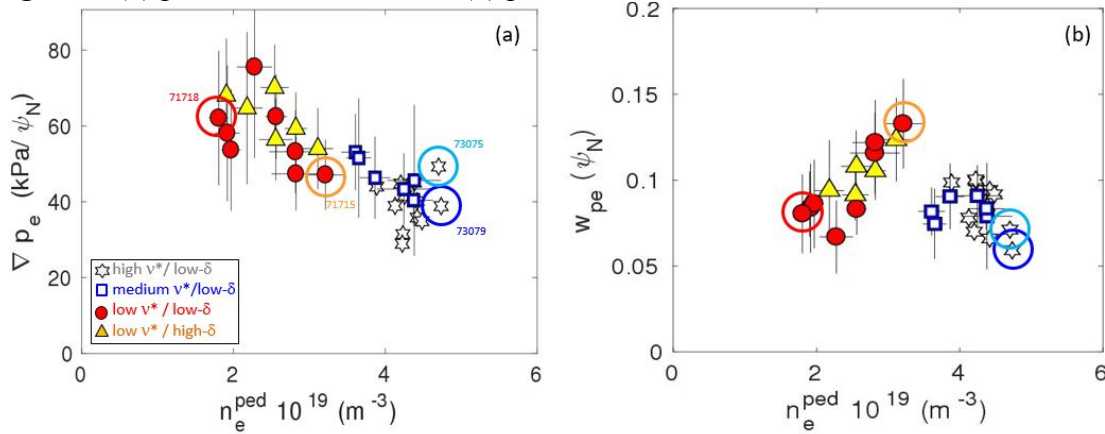 (a)
80
60
40
20
0
∇ p_e (kPa/ ψ_N)
71718
71715
73075
73079
high ν*/low-δ
medium ν*/low-δ
low ν* / low-δ
low ν* / high-δ
0 2 4 6
n_e^ped 10^19 (m^-3)
(b)
0.2
0.15
0.1
0.05
0
w_pe (ψ_N)
0 2 4 6
n_e^ped 10^19 (m^-3)